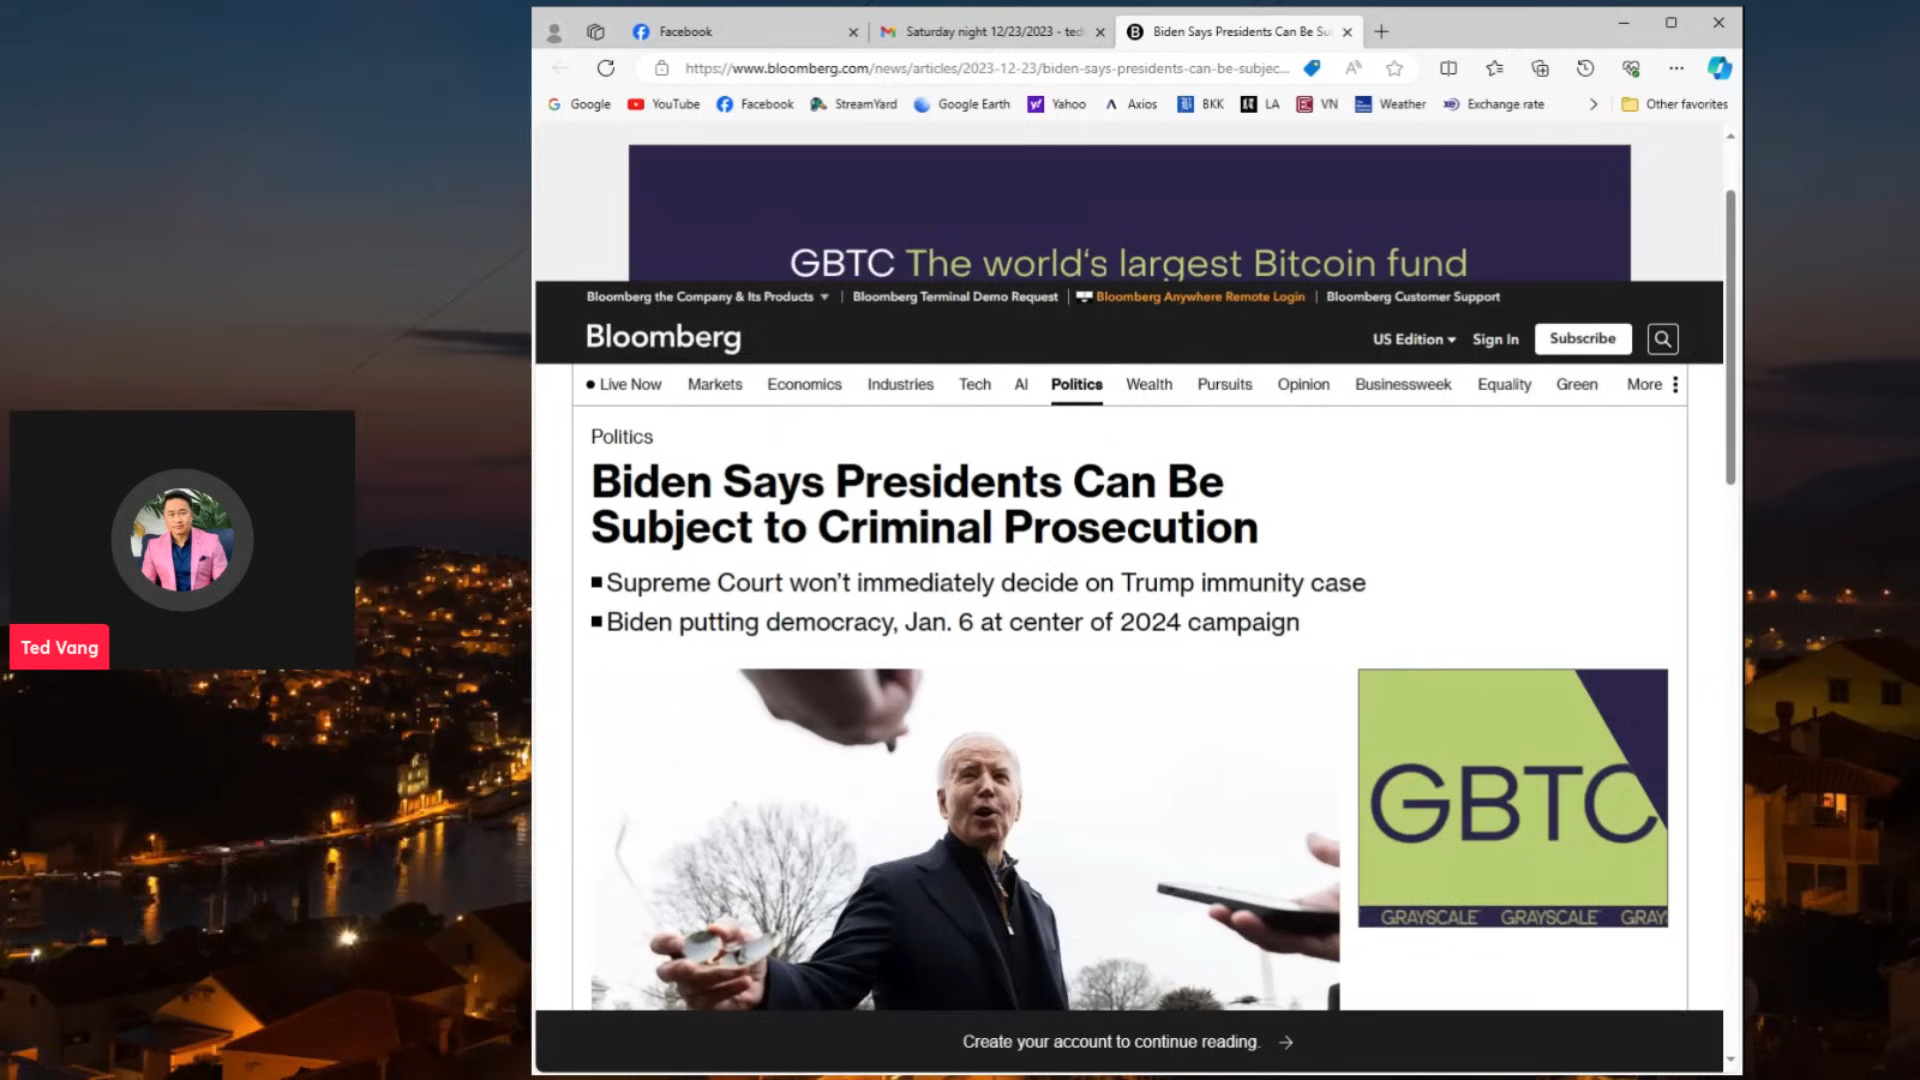 Facebook
Saturday night 12/23/2023 - ted
Biden Says Presidents Can Be Su
https://www.bloomberg.com/news/articles/2023-12-23/biden-says-presidents-can-be-subjec...
Google YouTube Facebook StreamYard Google Earth Yahoo Axios BKK LA VN Weather Exchange rate Other favorites
GBTC The world's largest Bitcoin fund
Bloomberg the Company & Its Products | Bloomberg Terminal Demo Request | Bloomberg Anywhere Remote Login | Bloomberg Customer Support
Bloomberg
US Edition Sign In Subscribe
Live Now Markets Economics Industries Tech AI Politics Wealth Pursuits Opinion Businessweek Equality Green More
Politics
Biden Says Presidents Can Be
Subject to Criminal Prosecution
Supreme Court won't immediately decide on Trump immunity case
Biden putting democracy, Jan. 6 at center of 2024 campaign
Ted Vang
GBTC
GRAYSCALE GRAYSCALE GRAY
Create your account to continue reading. →